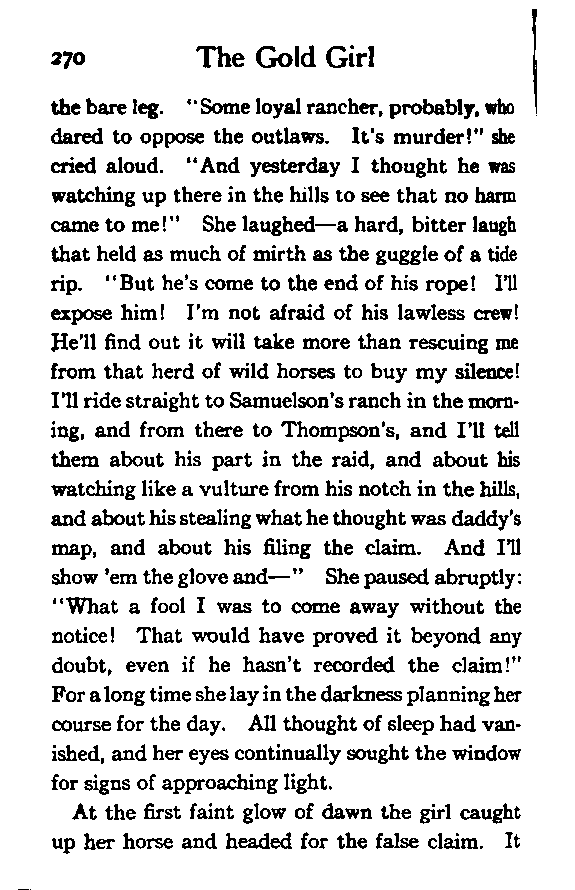 270 The Gold Girl
the bare leg. "Some loyal rancher, probably, who
dared to oppose the outlaws. It's murder!" she
cried aloud. "And yesterday I thought he was
watching up there in the hills to see that no harm
came to me!" She laughed—a hard, bitter laugh
that held as much of mirth as the guggle of a tide
rip. "But he's come to the end of his rope! I'll
expose him! I'm not afraid of his lawless crew!
He'll find out it will take more than rescuing me
from that herd of wild horses to buy my silence!
I'll ride straight to Samuelson's ranch in the morn-
ing, and from there to Thompson's, and I'll tell
them about his part in the raid, and about his
watching like a vulture from his notch in the hills,
and about his stealing what he thought was daddy's
map, and about his filing the claim. And I'll
show 'em the glove and—" She paused abruptly:
"What a fool I was to come away without the
notice! That would have proved it beyond any
doubt, even if he hasn't recorded the claim!"
For a long time she lay in the darkness planning her
course for the day. All thought of sleep had van-
ished, and her eyes continually sought the window
for signs of approaching light.
At the first faint glow of dawn the girl caught
up her horse and headed for the false claim. It